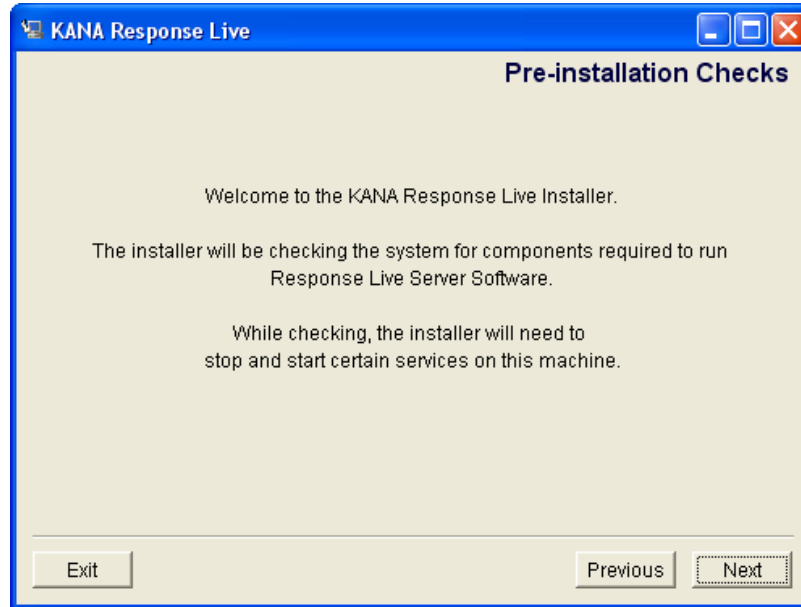 KANA Response Live
Pre-installation Checks
Welcome to the KANA Response Live Installer.
The installer will be checking the system for components required to run
Response Live Server Software.
While checking, the installer will need to
stop and start certain services on this machine.
Exit
Previous
Next